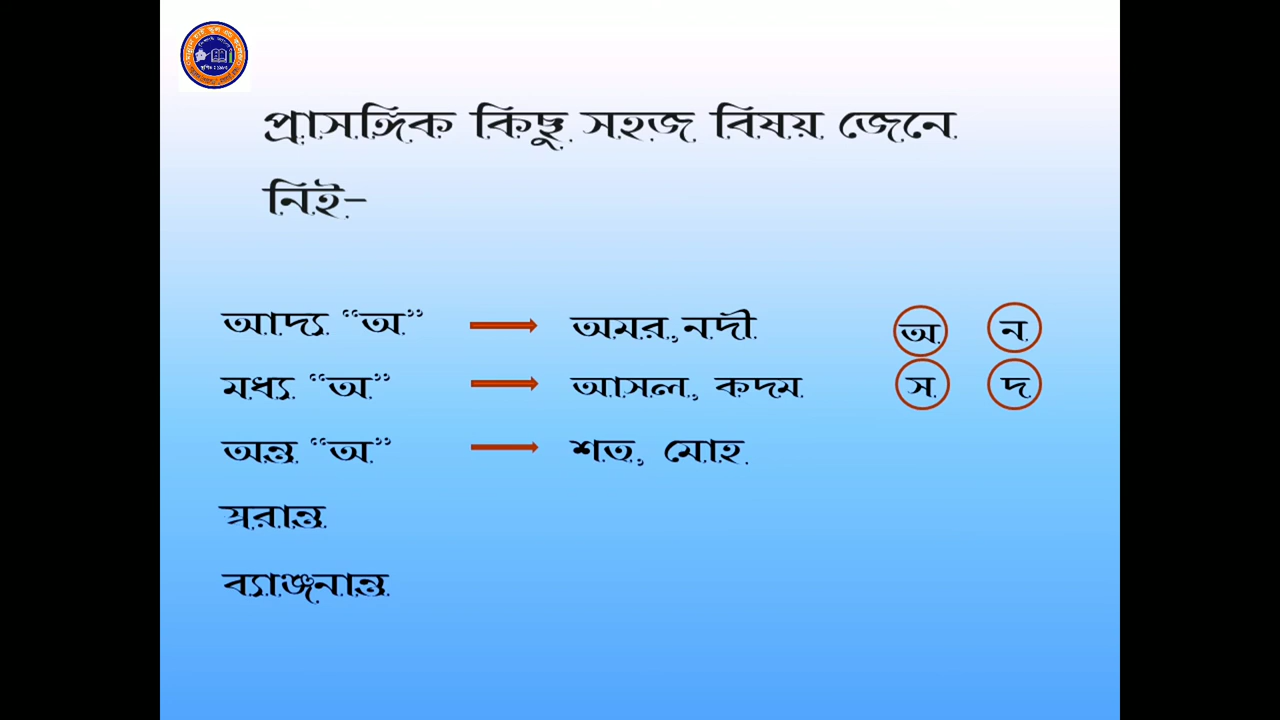 প্রাসঙ্গিক কিছু সহজ বিষয় জেনে
নিই-
আদ্য “অ” অমর,নদী অ ন
মধ্য “অ” আসল, কদম স দ
অন্ত “অ” শত, মোহ
স্বরান্ত
ব্যাঞ্জনান্ত